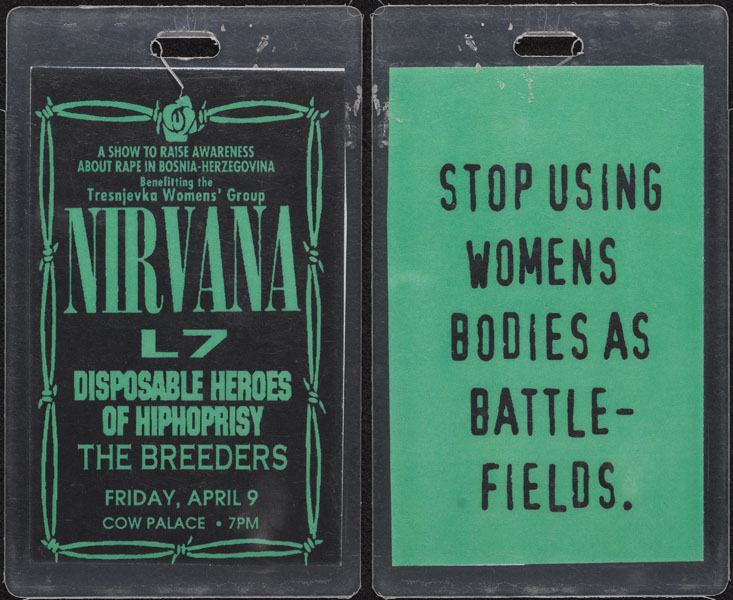 A SHOW TO RAISE AWARENESS
ABOUT RAPE IN BOSNIA-HERZEGOVINA
Benefitting the
Tresnjevka Womens' Group
NIRVANA
L7
DISPOSABLE HEROES
OF HIPHOPRISY
THE BREEDERS
FRIDAY, APRIL 9
COW PALACE • 7PM
STOP USING
WOMENS
BODIES AS
BATTLE-
FIELDS.